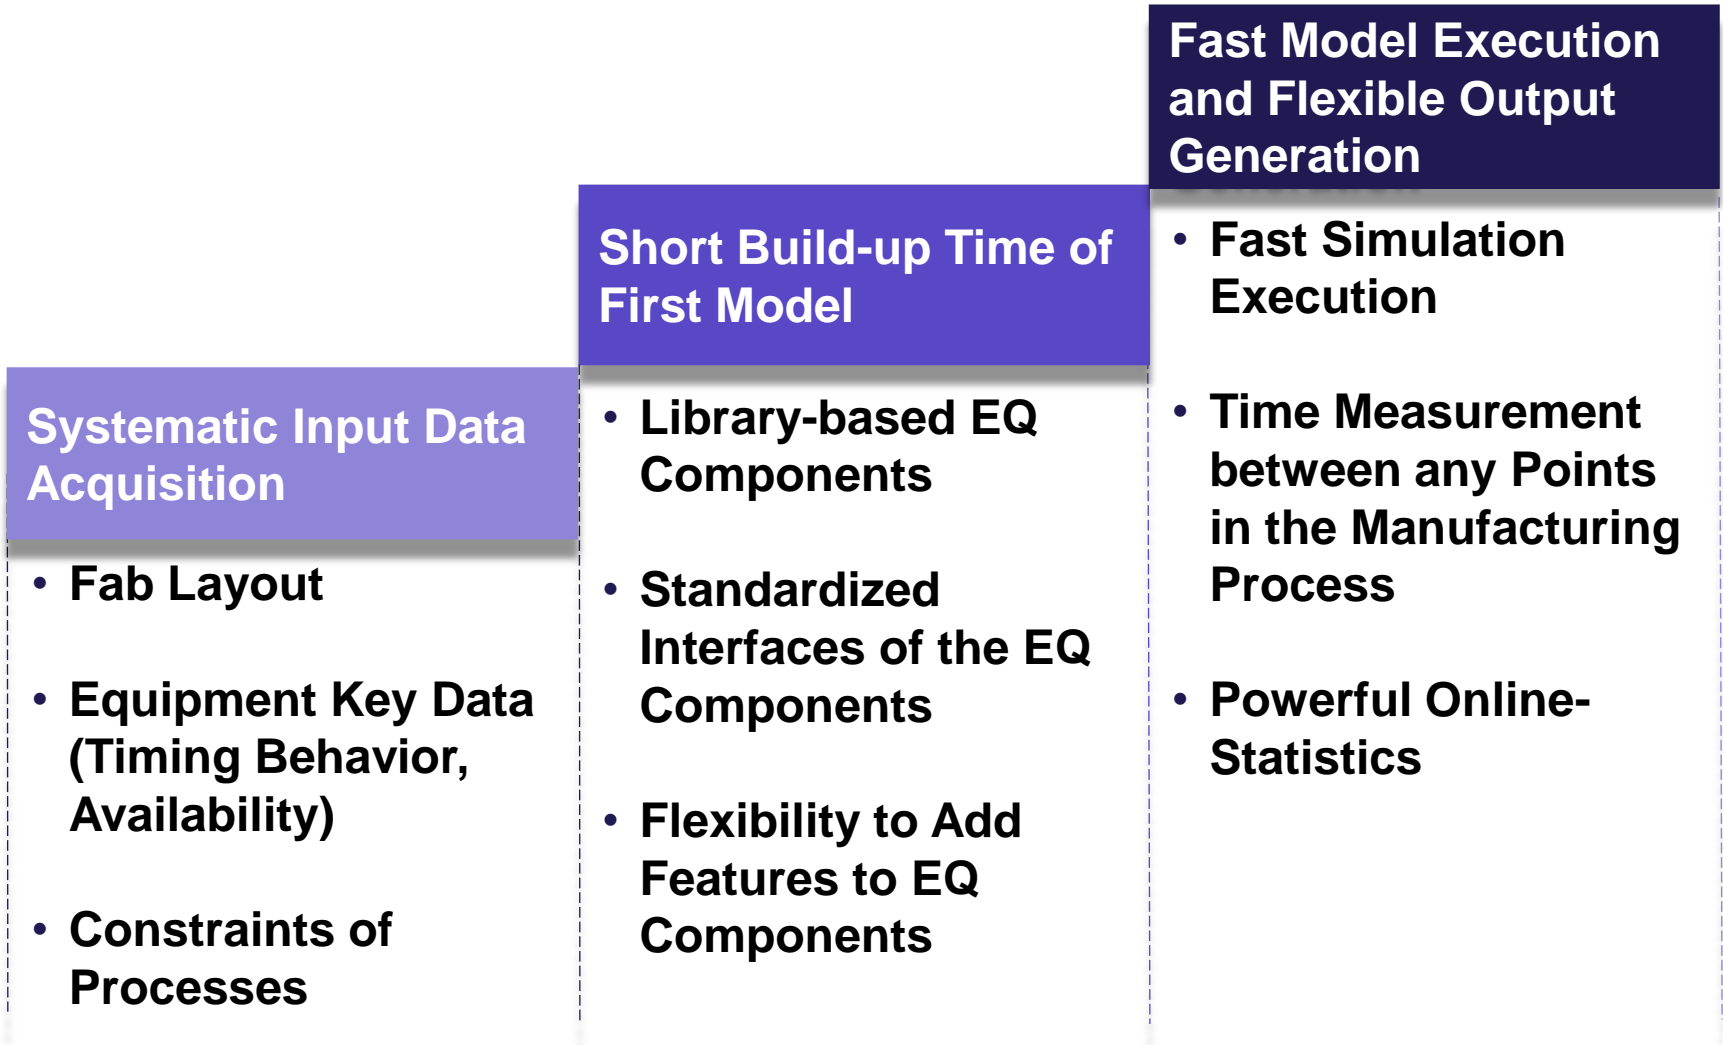 Systematic Input Data
Acquisition
• Fab Layout
• Equipment Key Data
(Timing Behavior,
Availability)
• Constraints of
Processes
Short Build-up Time of
First Model
• Library-based EQ
Components
• Standardized
Interfaces of the EQ
Components
• Flexibility to Add
Features to EQ
Components
Fast Model Execution
and Flexible Output
Generation
• Fast Simulation
Execution
• Time Measurement
between any Points
in the Manufacturing
Process
• Powerful Online-
Statistics